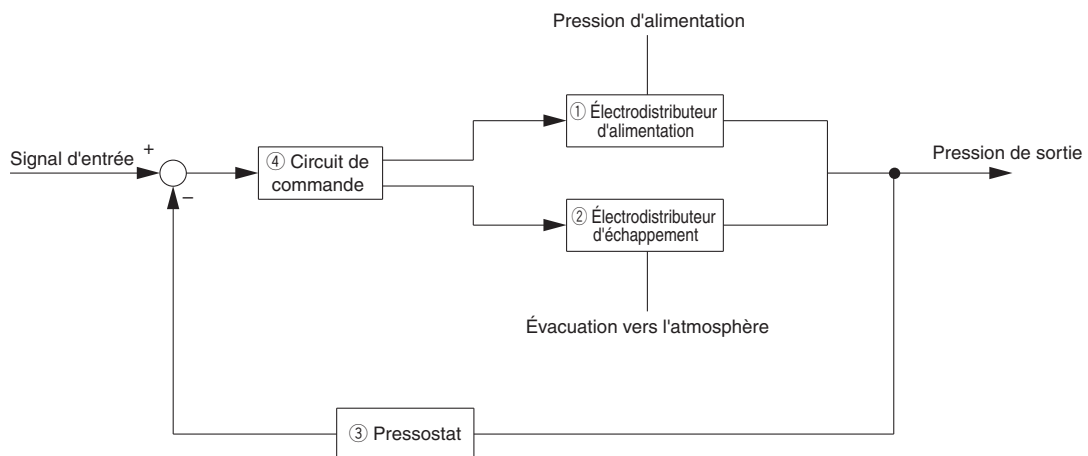 Pression d'alimentation
① Électrodistributeur
d'alimentation
Signal d'entrée
+
④ Circuit de
commande
Pression de sortie
−
② Électrodistributeur
d'échappement
Évacuation vers l'atmosphère
③ Pressostat